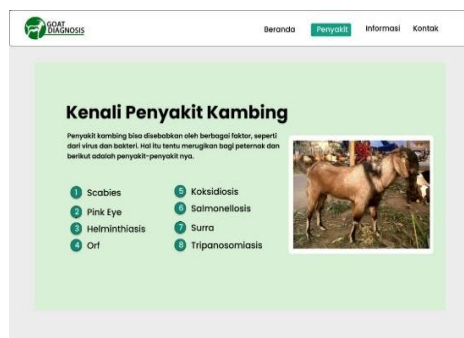 GOAT
DIAGNOSIS
Beranda Penyakit Informasi Kontak
Kenali Penyakit Kambing
Penyakit kambing bisa disebabkan oleh berbagai faktor, seperti
dari virus dan bakteri. Hal itu tentu merugikan bagi peternak dan
berikut adalah penyakit-penyakit nya.
1 Scabies
2 Pink Eye
3 Helminthiasis
4 Orf
5 Koksidiosis
6 Salmonellosis
7 Surra
8 Tripanosomiasis